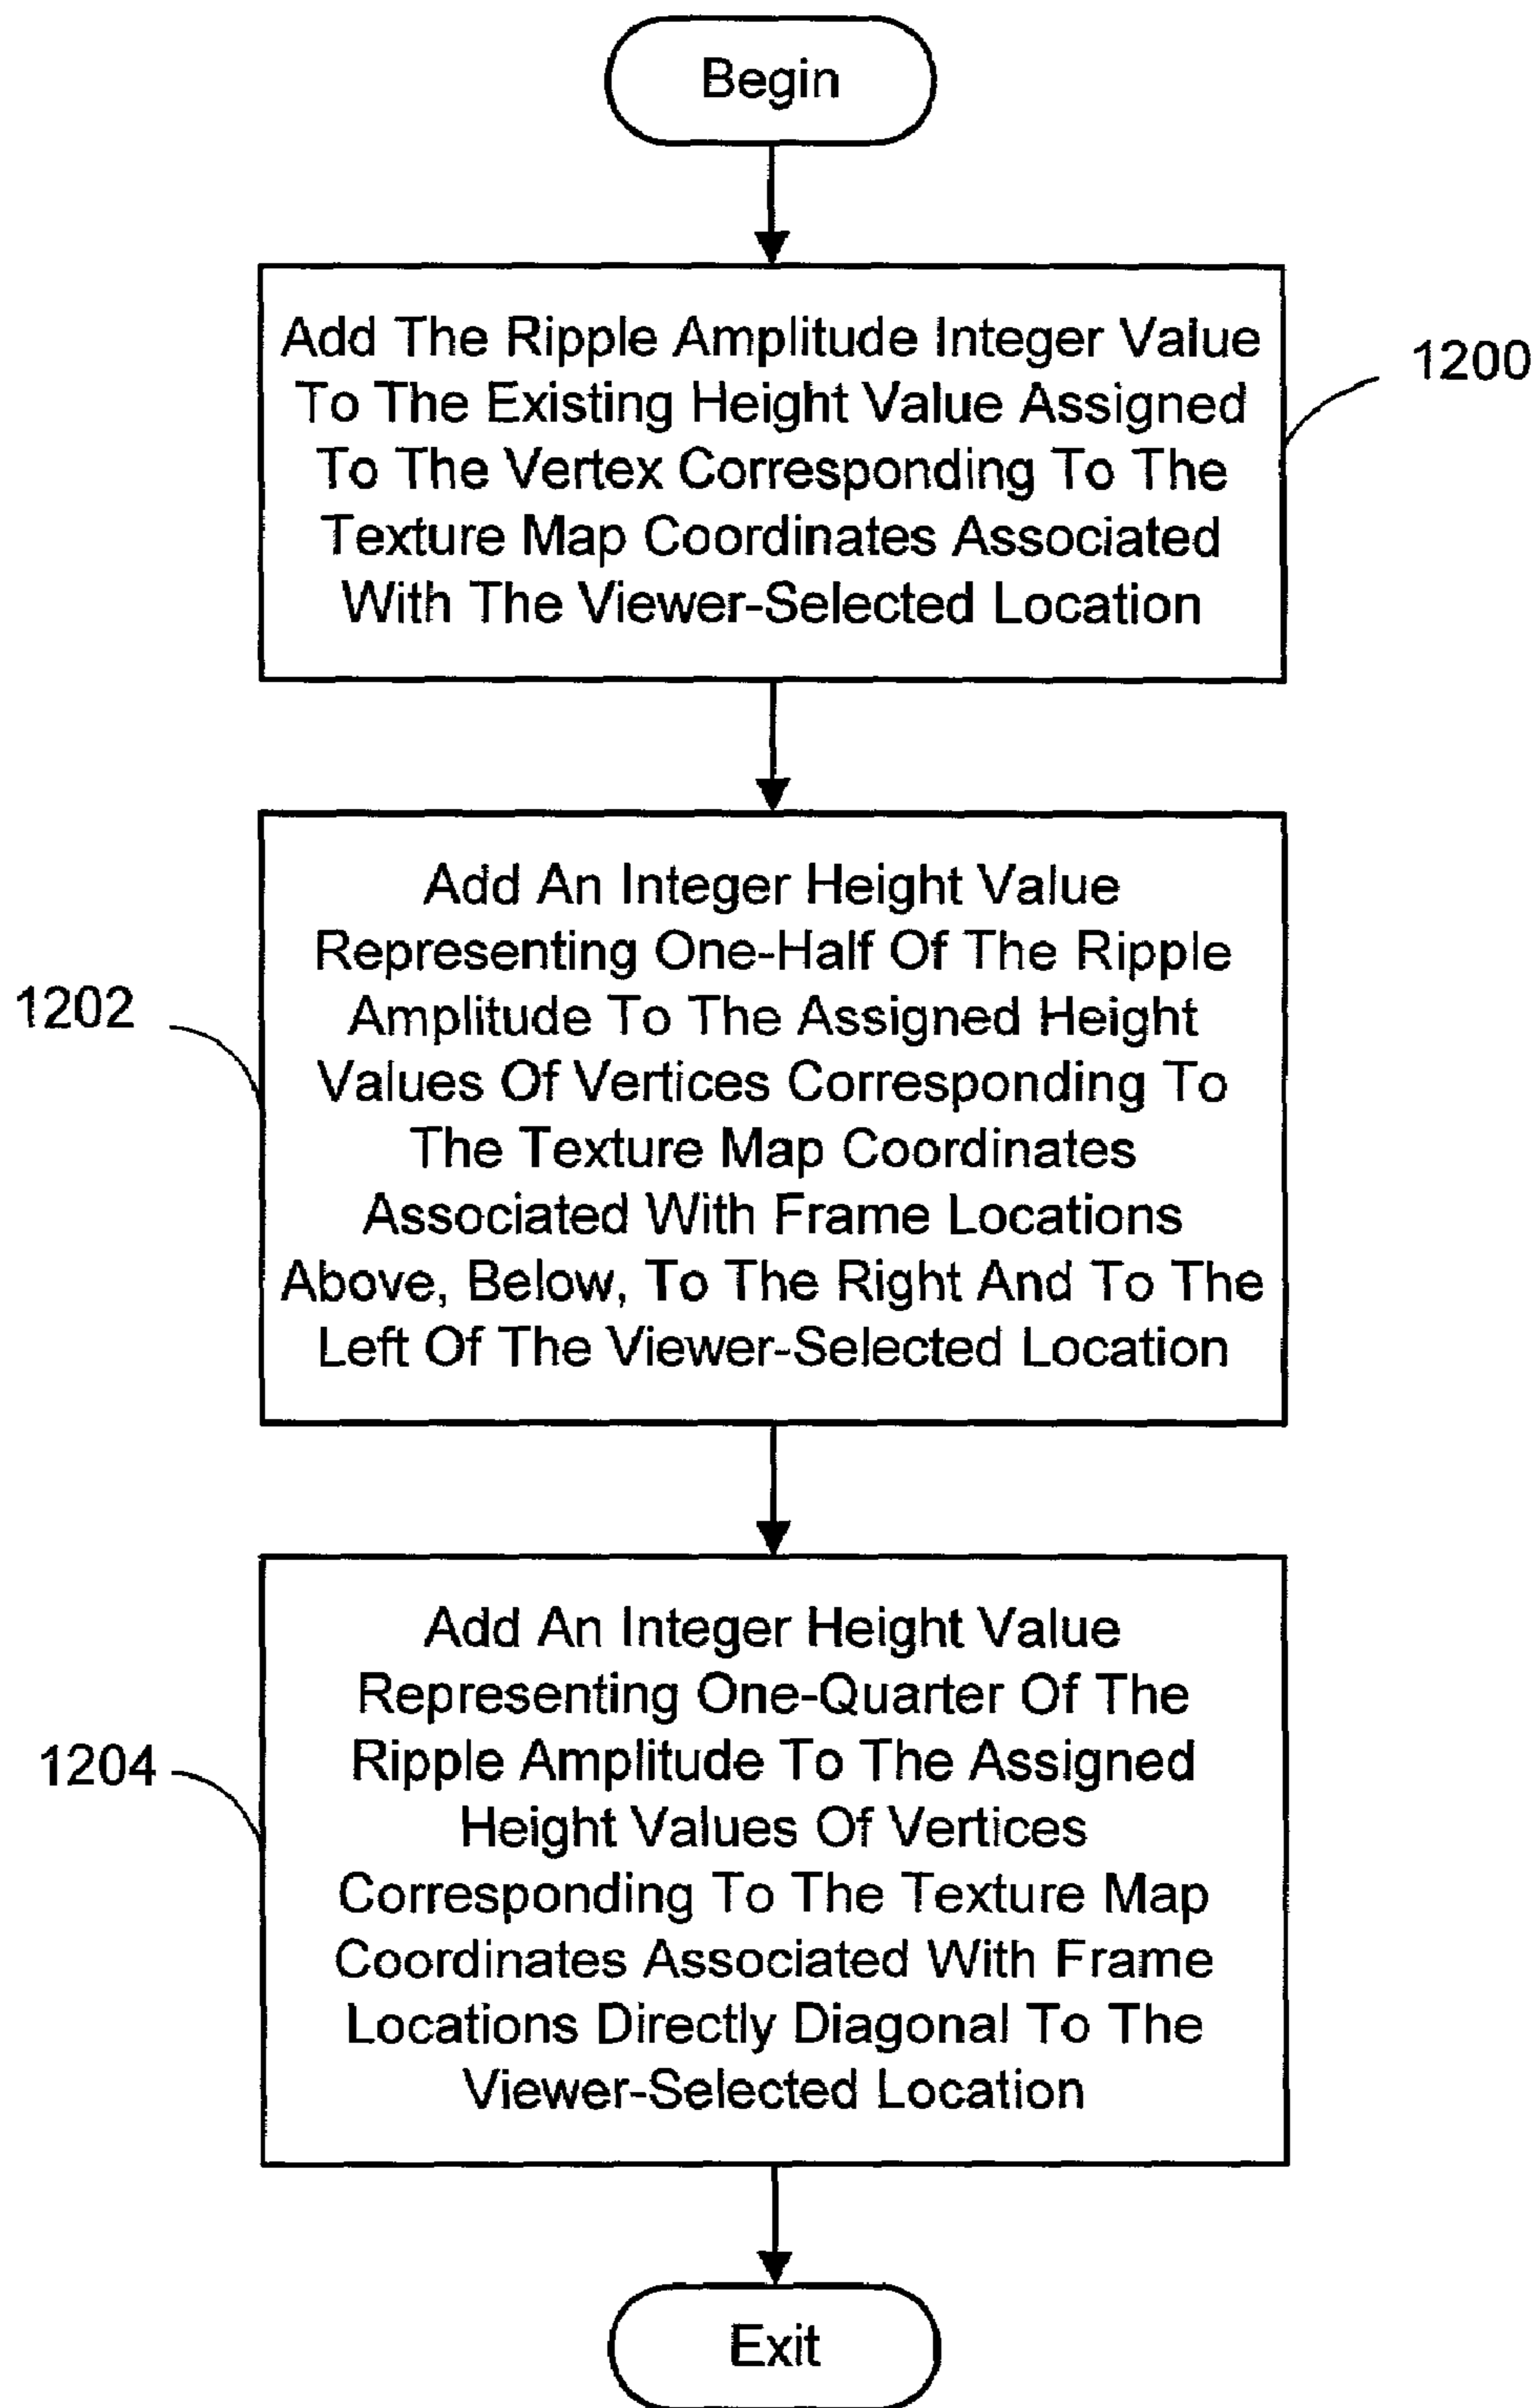 Begin
Add The Ripple Amplitude Integer Value
To The Existing Height Value Assigned
To The Vertex Corresponding To The
Texture Map Coordinates Associated
With The Viewer-Selected Location
1200
Add An Integer Height Value
Representing One-Half Of The Ripple
Amplitude To The Assigned Height
Values Of Vertices Corresponding To
The Texture Map Coordinates
Associated With Frame Locations
Above, Below, To The Right And To The
Left Of The Viewer-Selected Location
1202
Add An Integer Height Value
Representing One-Quarter Of The
Ripple Amplitude To The Assigned
Height Values Of Vertices
Corresponding To The Texture Map
Coordinates Associated With Frame
Locations Directly Diagonal To The
Viewer-Selected Location
1204
Exit